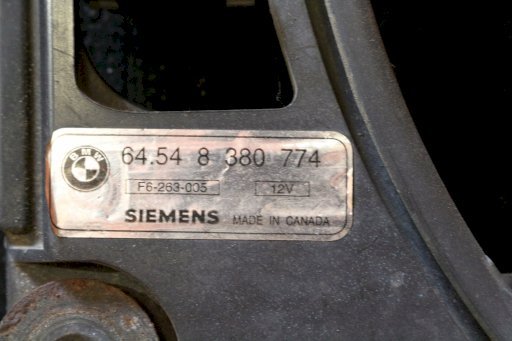 BMW
64.54 8 380 774
F6-263-005 12V
SIEMENS MADE IN CANADA